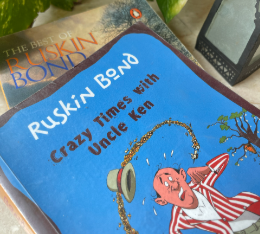 THE BEST OF
RUSKIN
BOND
Ruskin Bond
Crazy Times with
Uncle Ken